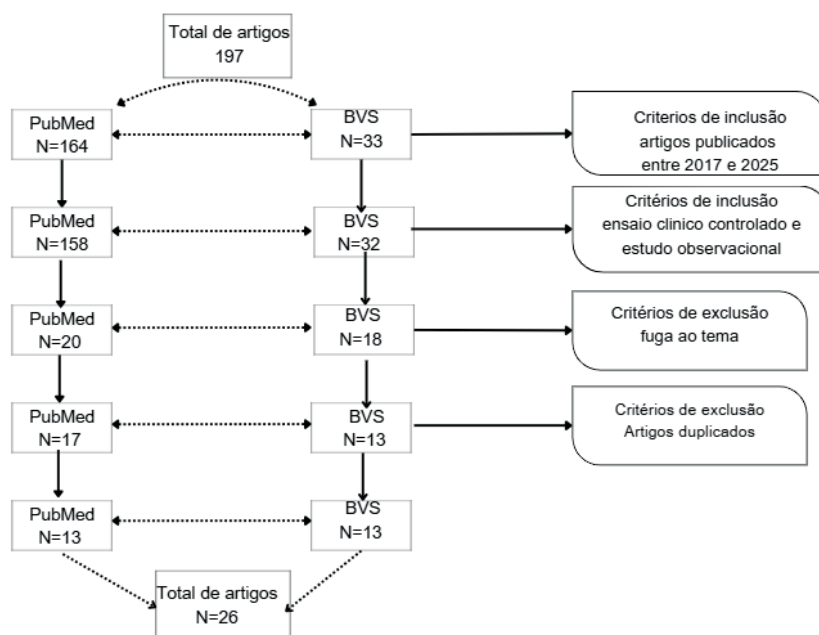 Total de artigos
197
PubMed
N=164
BVS
N=33
Criterios de inclusão
artigos publicados
entre 2017 e 2025
PubMed
N=158
BVS
N=32
Critérios de inclusão
ensaio clinico controlado e
estudo observacional
PubMed
N=20
BVS
N=18
Critérios de exclusão
fuga ao tema
PubMed
N=17
BVS
N=13
Critérios de exclusão
Artigos duplicados
PubMed
N=13
BVS
N=13
Total de artigos
N=26